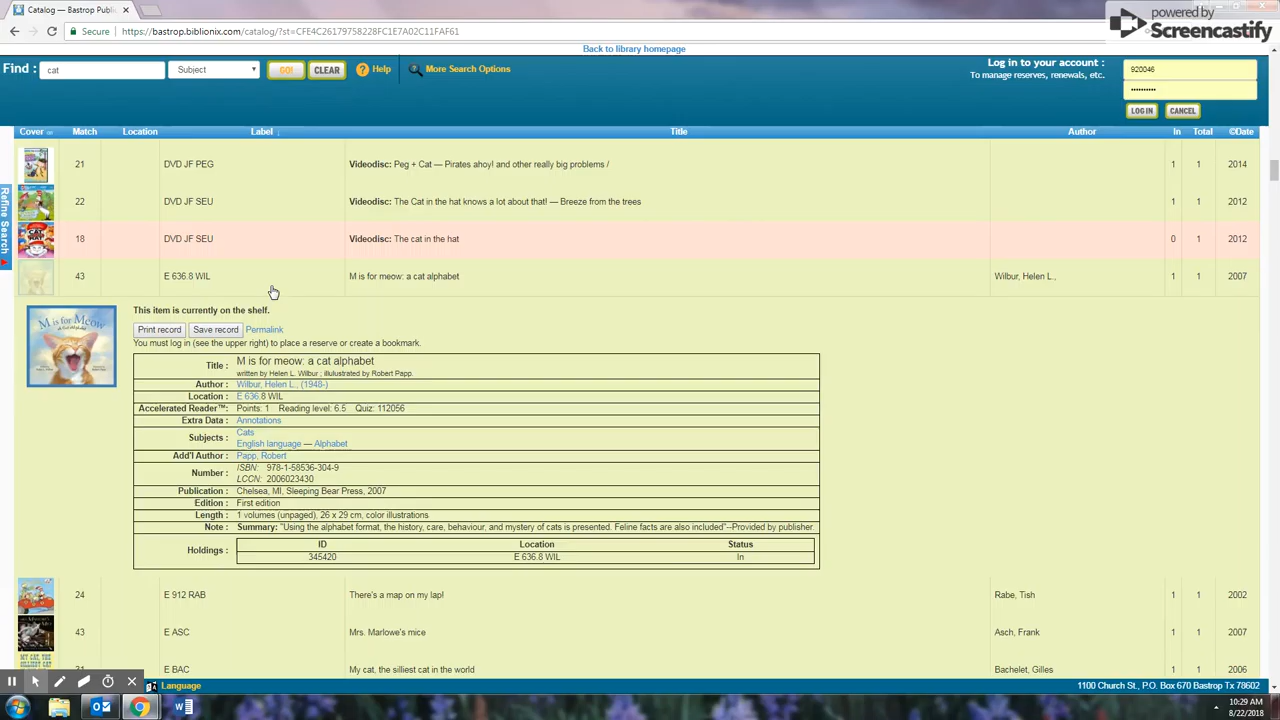 Catalog — Bastrop Publi
powered by
Screencastify
Secure https://bastrop.biblionix.com/catalog/?st=CFE4C26179758228FC1E7A02C11FAF61
Back to library homepage
Find : cat Subject GO! CLEAR Help More Search Options
Log in to your account :
To manage reserves, renewals, etc.
920046
••••••••••
LOG IN CANCEL
Cover Match Location Label Title Author In Total ©Date
21 DVD JF PEG Videodisc: Peg + Cat — Pirates ahoy! and other really big problems / 1 1 2014
22 DVD JF SEU Videodisc: The Cat in the hat knows a lot about that! — Breeze from the trees 1 1 2012
18 DVD JF SEU Videodisc: The cat in the hat 0 1 2012
43 E 636.8 WIL M is for meow: a cat alphabet Wilbur, Helen L., 1 1 2007
Refine Search
This item is currently on the shelf.
Print record Save record Permalink
You must log in (see the upper right) to place a reserve or create a bookmark.
M is for Meow
Title : M is for meow: a cat alphabet
written by Helen L. Wilbur ; illulustrated by Robert Papp.
Author : Wilbur, Helen L., (1948-)
Location : E 636.8 WIL
Accelerated Reader™: Points: 1 Reading level: 6.5 Quiz: 112056
Extra Data : Annotations
Subjects : Cats
English language — Alphabet
Add'l Author : Papp, Robert
Number : ISBN: 978-1-58536-304-9
LCCN: 2006023430
Publication : Chelsea, MI, Sleeping Bear Press, 2007
Edition : First edition
Length : 1 volumes (unpaged), 26 x 29 cm, color illustrations
Note : Summary: "Using the alphabet format, the history, care, behaviour, and mystery of cats is presented. Feline facts are also included"--Provided by publisher.
Holdings : ID Location Status
345420 E 636.8 WIL In
24 E 912 RAB There's a map on my lap! Rabe, Tish 1 1 2002
43 E ASC Mrs. Marlowe's mice Asch, Frank 1 1 2007
MY CAT, THE
SILLIEST CAT
31 E BAC My cat, the silliest cat in the world Bachelet, Gilles 1 1 2006
Language
1100 Church St., P.O. Box 670 Bastrop Tx 78602
10:29 AM
8/22/2018